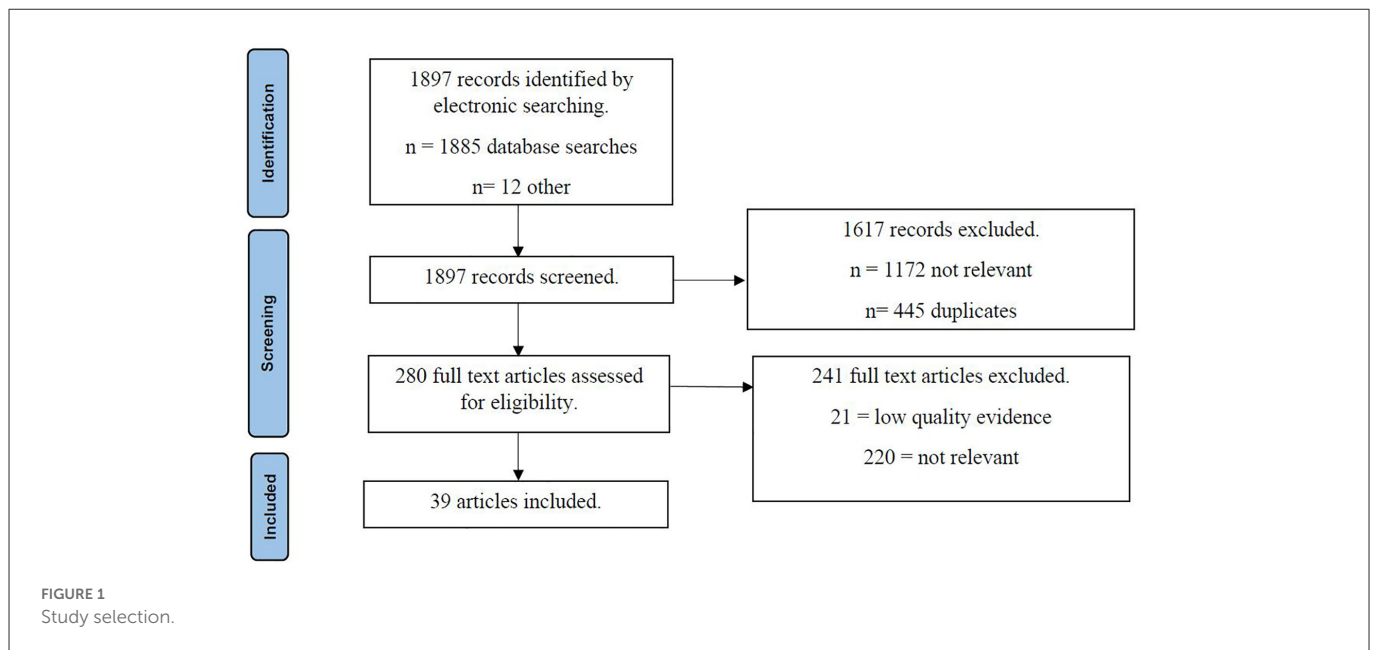 Identification
1897 records identified by
electronic searching.
n = 1885 database searches
n= 12 other
Screening
1897 records screened.
1617 records excluded.
n = 1172 not relevant
n= 445 duplicates
280 full text articles assessed
for eligibility.
241 full text articles excluded.
21 = low quality evidence
220 = not relevant
Included
39 articles included.
FIGURE 1
Study selection.